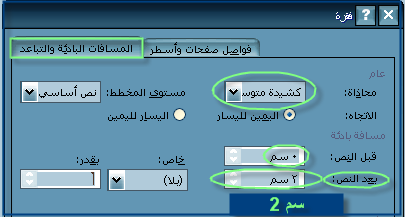 فقرة
المسافات البادئة والتباعد
فواصل صفحات وأسطر
عام
محاذاة: كشيدة متوس مستوى المخطط: نص أساسي
الاتجاه: اليمين لليسار اليسار لليمين
مسافة بادئة
قبل النص: ٠ سم خاص: بقدر:
بعد النص: ٢ سم (بلا)
2 سم